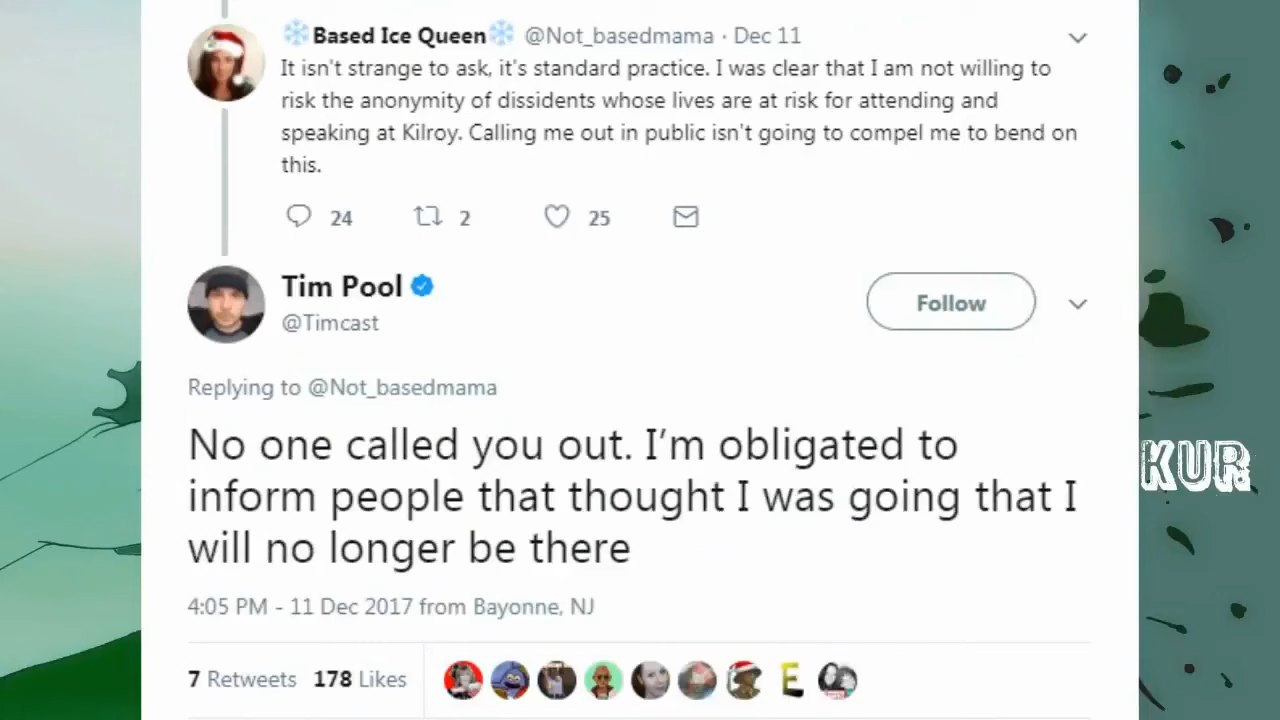 Based Ice Queen @Not_basedmama · Dec 11
It isn't strange to ask, it's standard practice. I was clear that I am not willing to
risk the anonymity of dissidents whose lives are at risk for attending and
speaking at Kilroy. Calling me out in public isn't going to compel me to bend on
this.
24 2 25
Tim Pool
@Timcast
Follow
Replying to @Not_basedmama
No one called you out. I'm obligated to
inform people that thought I was going that I
will no longer be there
4:05 PM - 11 Dec 2017 from Bayonne, NJ
7 Retweets 178 Likes
E
KUR